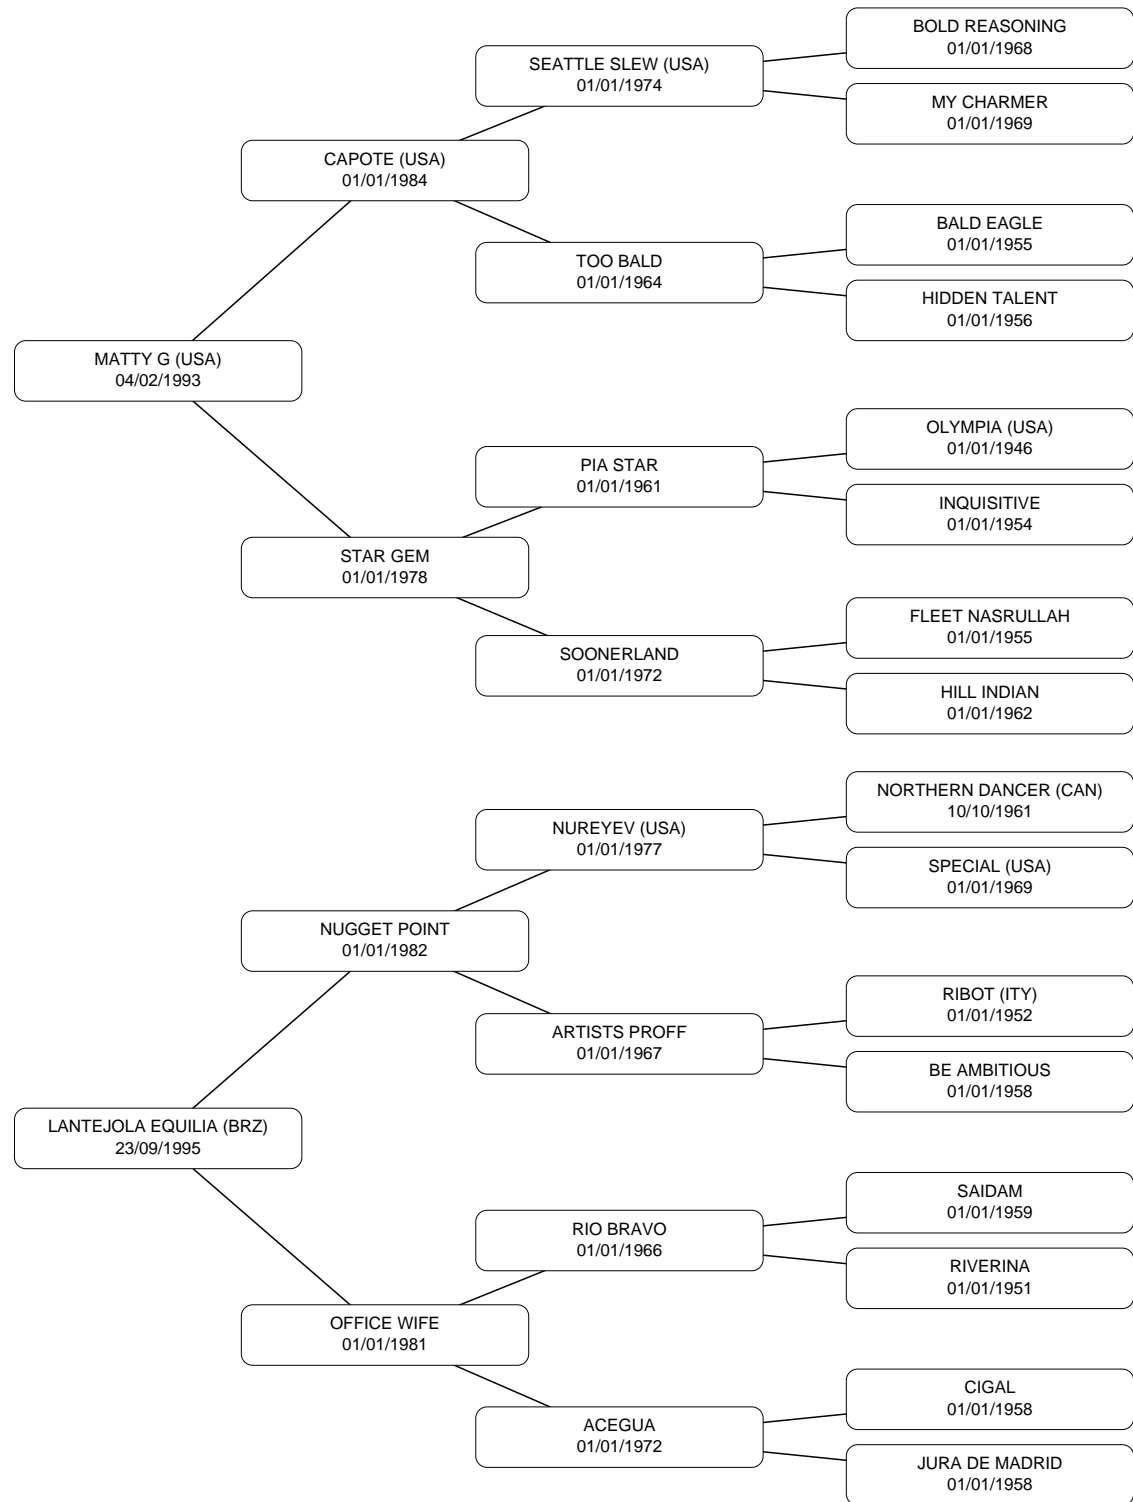 BOLD REASONING
01/01/1968
SEATTLE SLEW (USA)
01/01/1974
MY CHARMER
01/01/1969
CAPOTE (USA)
01/01/1984
BALD EAGLE
01/01/1955
TOO BALD
01/01/1964
HIDDEN TALENT
01/01/1956
MATTY G (USA)
04/02/1993
OLYMPIA (USA)
01/01/1946
PIA STAR
01/01/1961
INQUISITIVE
01/01/1954
STAR GEM
01/01/1978
FLEET NASRULLAH
01/01/1955
SOONERLAND
01/01/1972
HILL INDIAN
01/01/1962
NORTHERN DANCER (CAN)
10/10/1961
NUREYEV (USA)
01/01/1977
SPECIAL (USA)
01/01/1969
NUGGET POINT
01/01/1982
RIBOT (ITY)
01/01/1952
ARTISTS PROFF
01/01/1967
BE AMBITIOUS
01/01/1958
LANTEJOLA EQUILIA (BRZ)
23/09/1995
SAIDAM
01/01/1959
RIO BRAVO
01/01/1966
RIVERINA
01/01/1951
OFFICE WIFE
01/01/1981
CIGAL
01/01/1958
ACEGUA
01/01/1972
JURA DE MADRID
01/01/1958